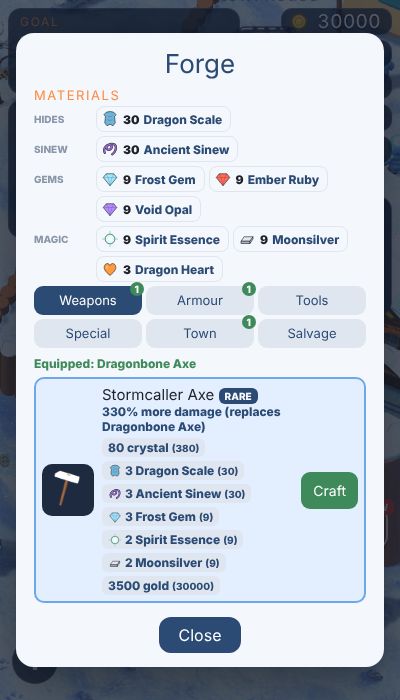 GOAL
30000
Forge
MATERIALS
HIDES
30 Dragon Scale
SINEW
30 Ancient Sinew
GEMS
9 Frost Gem
9 Ember Ruby
9 Void Opal
MAGIC
9 Spirit Essence
9 Moonsilver
3 Dragon Heart
Weapons 1
Armour 1
Tools
Special
Town 1
Salvage
Equipped: Dragonbone Axe
Stormcaller Axe RARE
330% more damage (replaces
Dragonbone Axe)
80 crystal (380)
3 Dragon Scale (30)
3 Ancient Sinew (30)
3 Frost Gem (9)
2 Spirit Essence (9)
2 Moonsilver (9)
3500 gold (30000)
Craft
Close